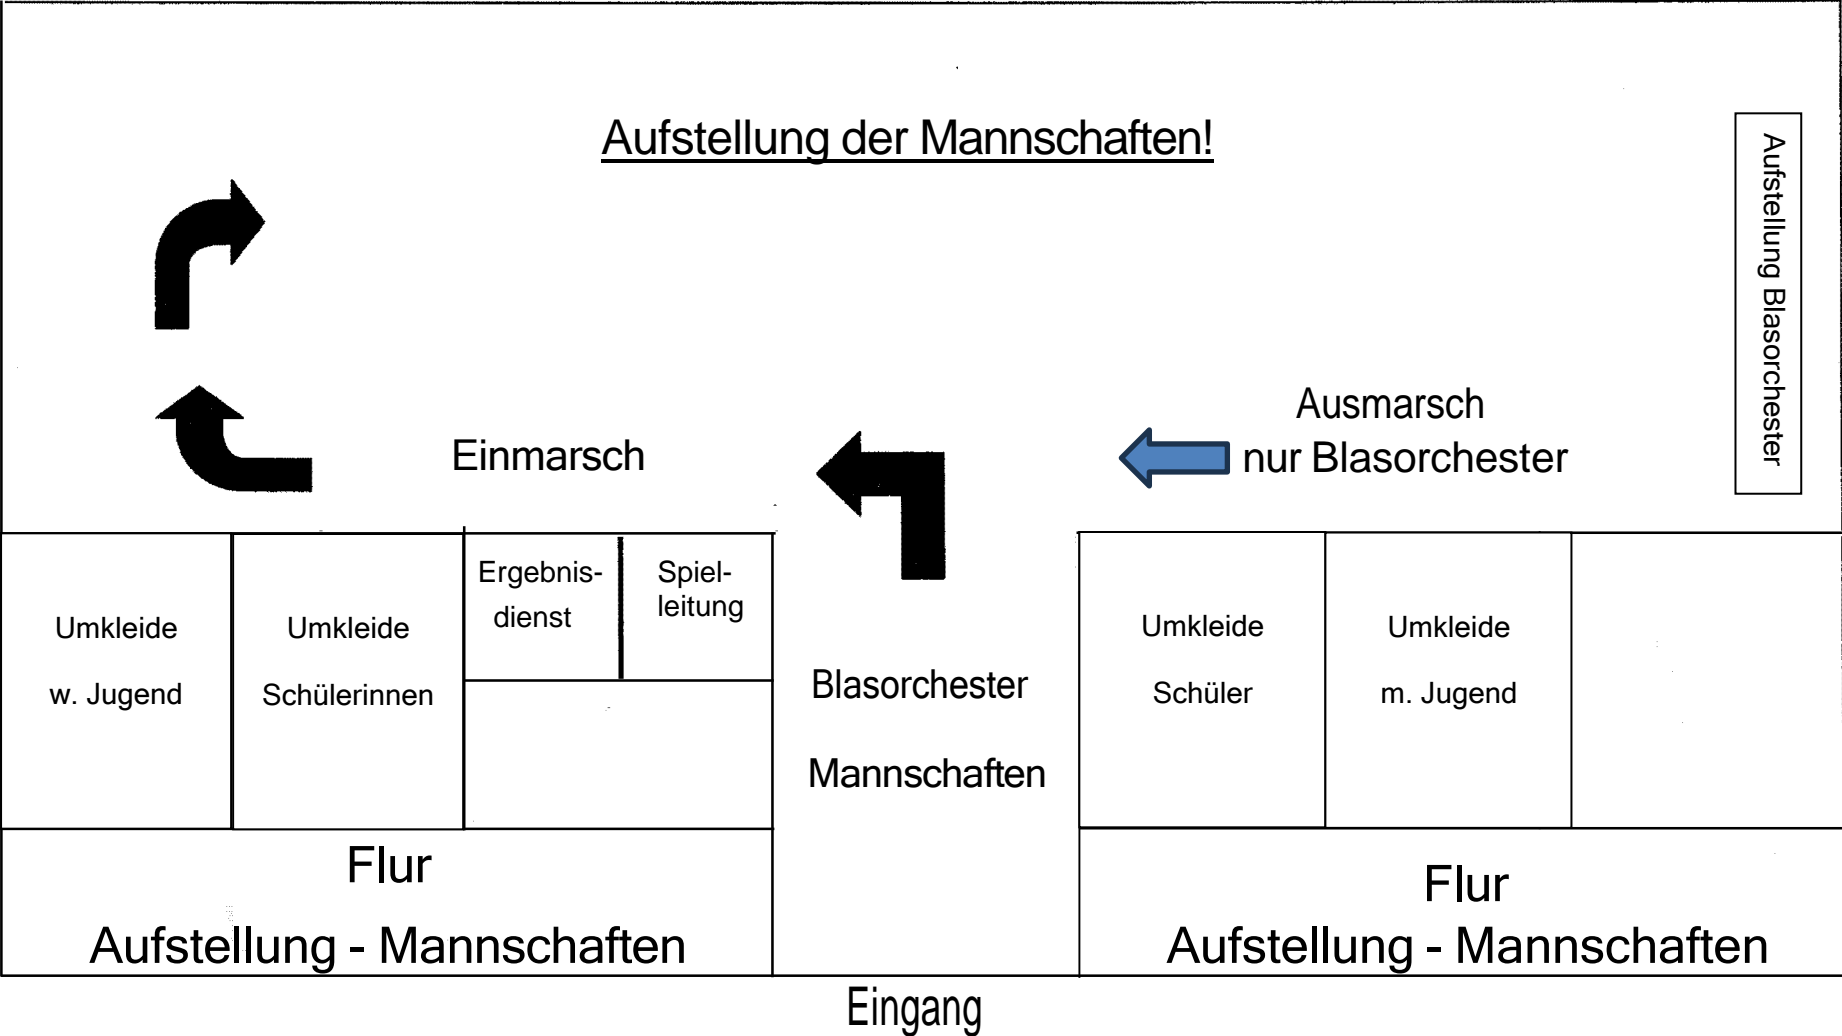 Aufstellung der Mannschaften!
Aufstellung Blasorchester
Ausmarsch
Einmarsch
nur Blasorchester
Ergebnis-
dienst
Spiel-
leitung
Umkleide
w. Jugend
Umkleide
Schülerinnen
Blasorchester
Mannschaften
Umkleide
Schüler
Umkleide
m. Jugend
Flur
Aufstellung - Mannschaften
Flur
Aufstellung - Mannschaften
Eingang